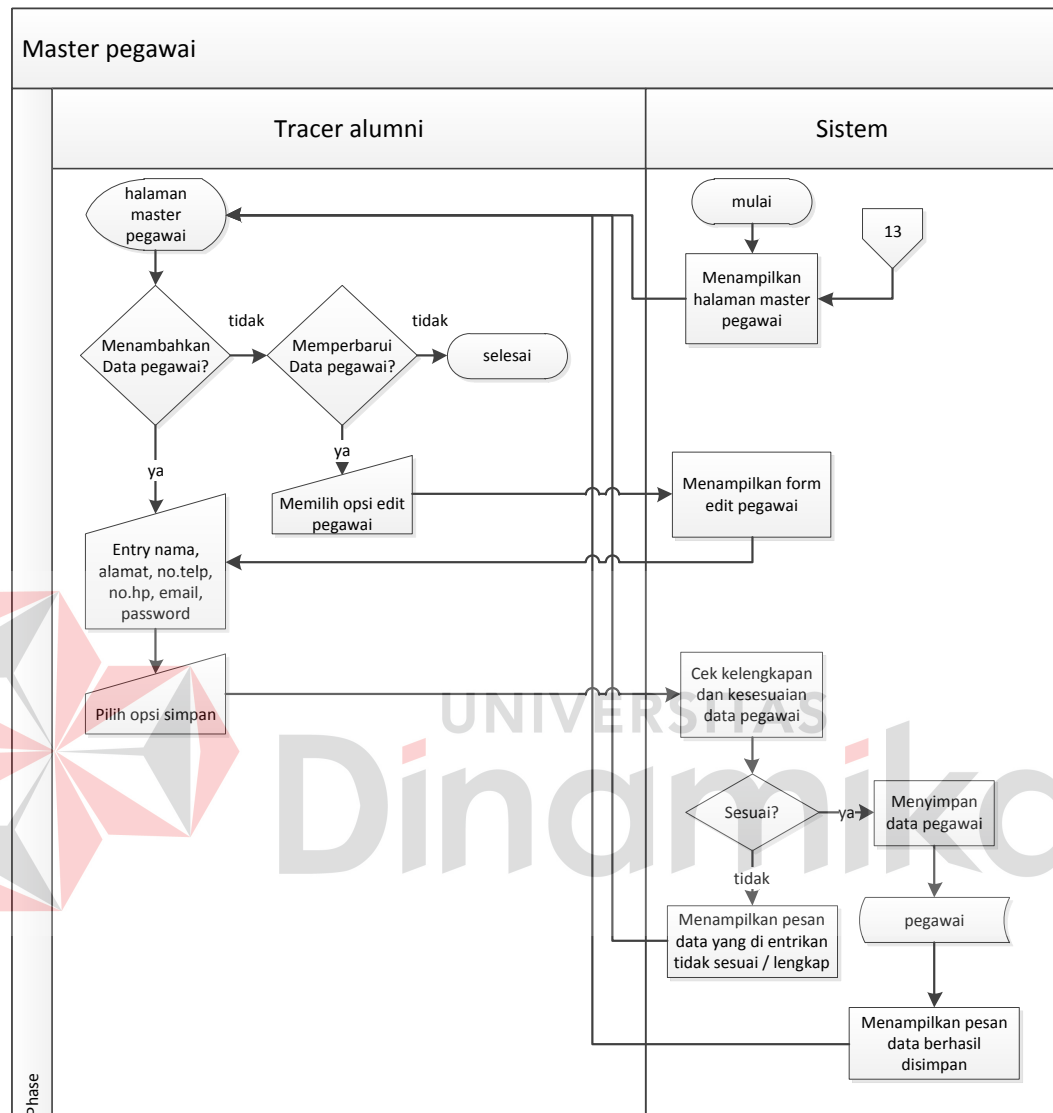 Master pegawai
Tracer alumni
Sistem
halaman
master
pegawai
mulai
13
Menampilkan
halaman master
pegawai
Menambahkan
Data pegawai?
tidak
Memperbarui
Data pegawai?
tidak
selesai
ya
ya
Memilih opsi edit
pegawai
Menampilkan form
edit pegawai
Entry nama,
alamat, no.telp,
no.hp, email,
password
Pilih opsi simpan
Cek kelengkapan
dan kesesuaian
data pegawai
UNIVERSITAS
Dinamika
Sesuai?
ya
Menyimpan
data pegawai
tidak
Menampilkan pesan
data yang di entrikan
tidak sesuai / lengkap
pegawai
Menampilkan pesan
data berhasil
disimpan
Phase